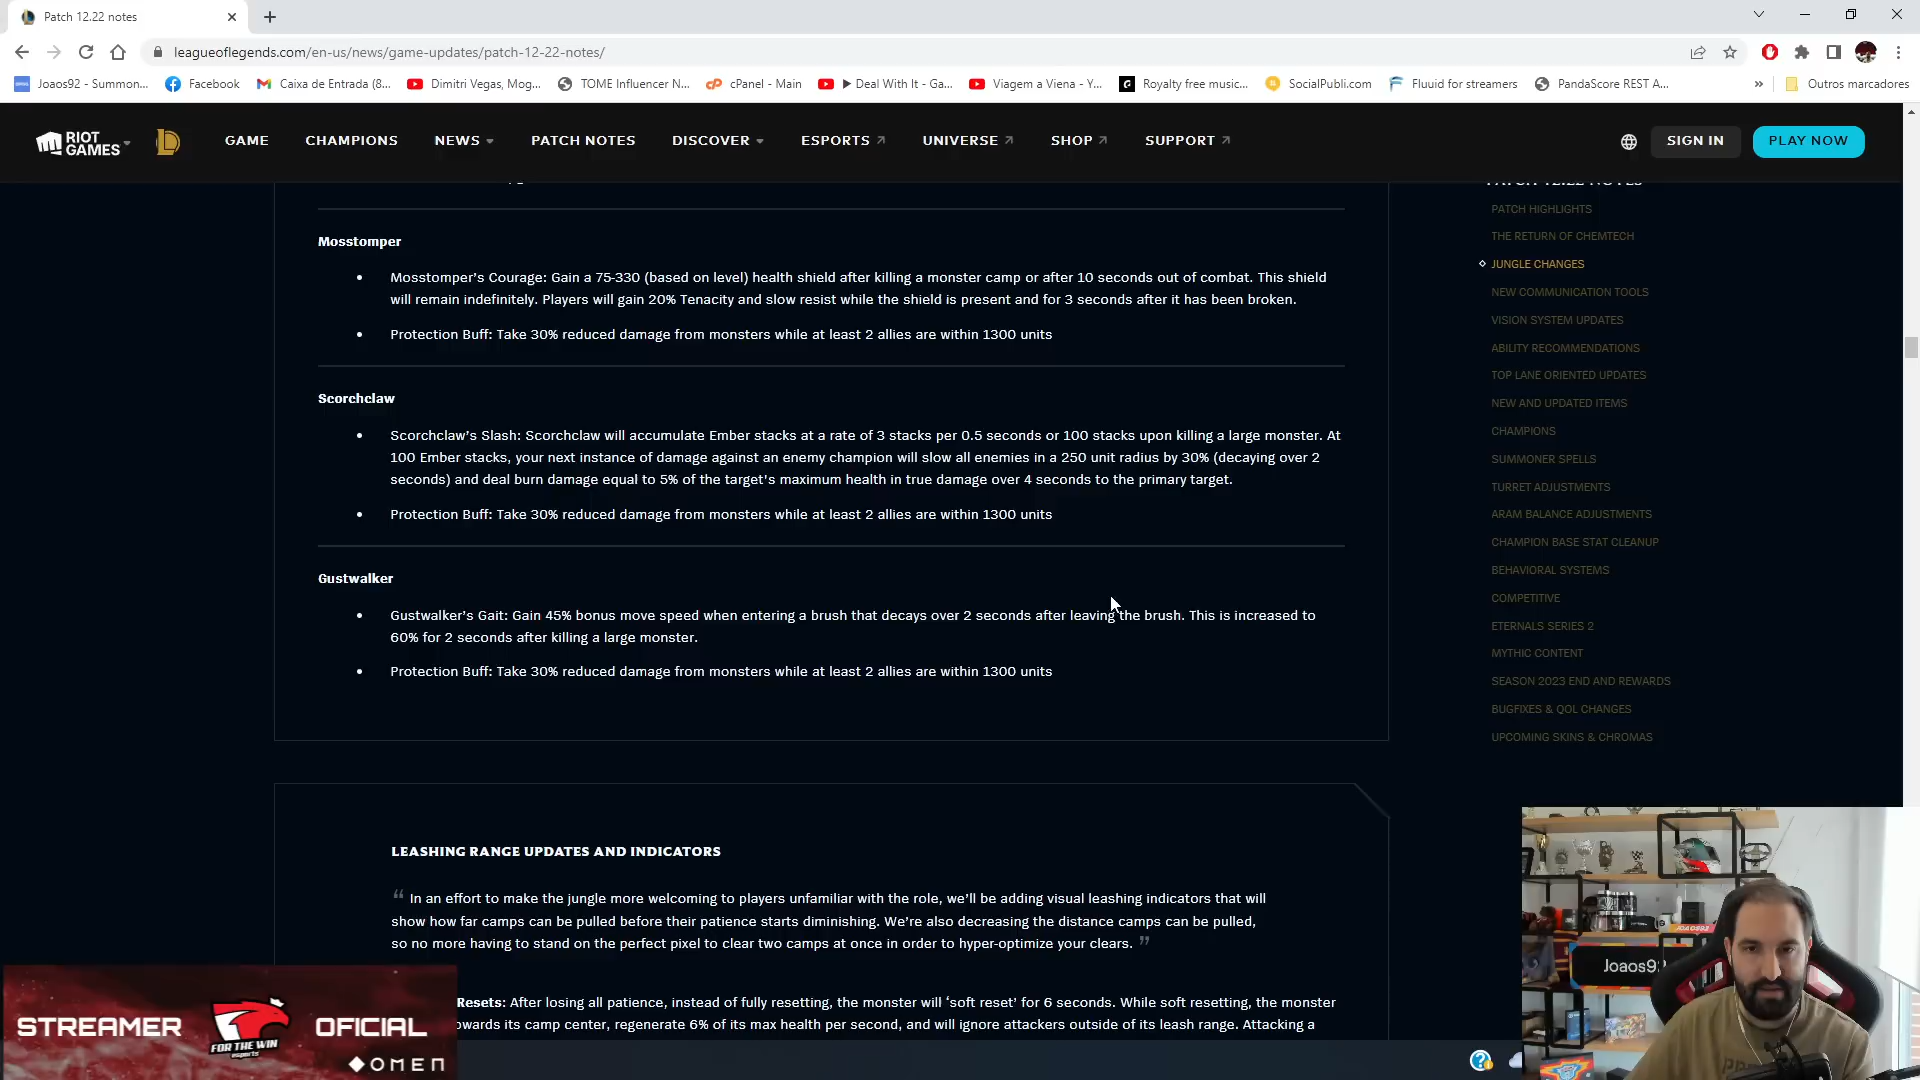 Patch 12.22 notes
leagueoflegends.com/en-us/news/game-updates/patch-12-22-notes/
Joaos92 - Summon... Facebook Caixa de Entrada (8... Dimitri Vegas, Mog... TOME Influencer N... cPanel - Main ▶ Deal With It - Ga... Viagem a Viena - Y... Royalty free music... SocialPubli.com Fluuid for streamers PandaScore REST A... » Outros marcadores
RIOT GAMES GAME CHAMPIONS NEWS PATCH NOTES DISCOVER ESPORTS UNIVERSE SHOP SUPPORT SIGN IN PLAY NOW
PATCH 12.22 NOTES
PATCH HIGHLIGHTS
THE RETURN OF CHEMTECH
JUNGLE CHANGES
NEW COMMUNICATION TOOLS
VISION SYSTEM UPDATES
ABILITY RECOMMENDATIONS
TOP LANE ORIENTED UPDATES
NEW AND UPDATED ITEMS
CHAMPIONS
SUMMONER SPELLS
TURRET ADJUSTMENTS
ARAM BALANCE ADJUSTMENTS
CHAMPION BASE STAT CLEANUP
BEHAVIORAL SYSTEMS
COMPETITIVE
ETERNALS SERIES 2
MYTHIC CONTENT
SEASON 2023 END AND REWARDS
BUGFIXES & QOL CHANGES
UPCOMING SKINS & CHROMAS
Mosstomper
• Mosstomper's Courage: Gain a 75-330 (based on level) health shield after killing a monster camp or after 10 seconds out of combat. This shield
will remain indefinitely. Players will gain 20% Tenacity and slow resist while the shield is present and for 3 seconds after it has been broken.
• Protection Buff: Take 30% reduced damage from monsters while at least 2 allies are within 1300 units
Scorchclaw
• Scorchclaw's Slash: Scorchclaw will accumulate Ember stacks at a rate of 3 stacks per 0.5 seconds or 100 stacks upon killing a large monster. At
100 Ember stacks, your next instance of damage against an enemy champion will slow all enemies in a 250 unit radius by 30% (decaying over 2
seconds) and deal burn damage equal to 5% of the target's maximum health in true damage over 4 seconds to the primary target.
• Protection Buff: Take 30% reduced damage from monsters while at least 2 allies are within 1300 units
Gustwalker
• Gustwalker's Gait: Gain 45% bonus move speed when entering a brush that decays over 2 seconds after leaving the brush. This is increased to
60% for 2 seconds after killing a large monster.
• Protection Buff: Take 30% reduced damage from monsters while at least 2 allies are within 1300 units
LEASHING RANGE UPDATES AND INDICATORS
“ In an effort to make the jungle more welcoming to players unfamiliar with the role, we'll be adding visual leashing indicators that will
show how far camps can be pulled before their patience starts diminishing. We're also decreasing the distance camps can be pulled,
so no more having to stand on the perfect pixel to clear two camps at once in order to hyper-optimize your clears. ”
Resets: After losing all patience, instead of fully resetting, the monster will 'soft reset' for 6 seconds. While soft resetting, the monster
owards its camp center, regenerate 6% of its max health per second, and will ignore attackers outside of its leash range. Attacking a
STREAMER FOR THE WIN esports OFICIAL
OMEN
JOAOS92
Joaos92